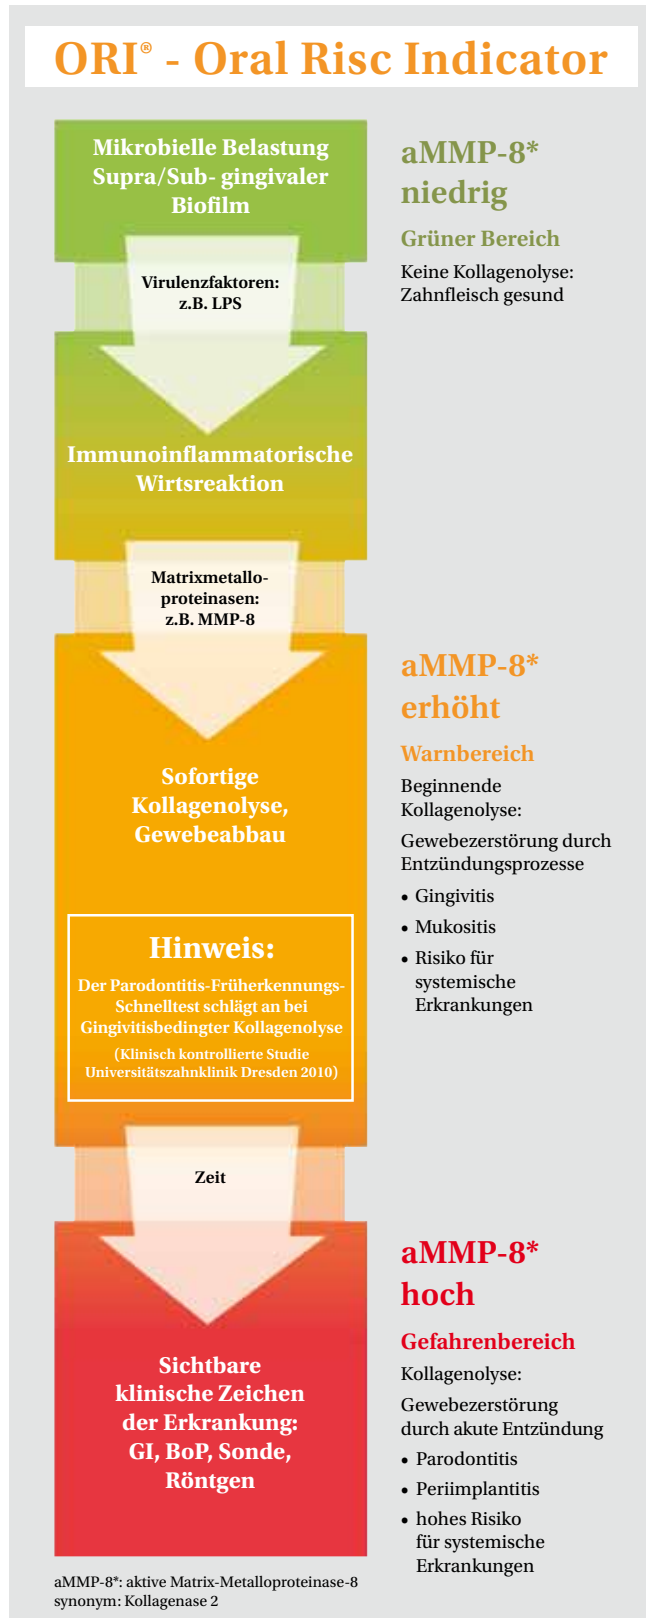 ORI® - Oral Risc Indicator
Mikrobielle Belastung
Supra/Sub- gingivaler
Biofilm
aMMP-8*
niedrig
Grüner Bereich
Keine Kollagenolyse:
Zahnfleisch gesund
Virulenzfaktoren:
z.B. LPS
Immunoinflammatorische
Wirtsreaktion
Matrixmetallo-
proteinasen:
z.B. MMP-8
Sofortige
Kollagenolyse,
Gewebeabbau
aMMP-8*
erhöht
Warnbereich
Beginnende
Kollagenolyse:
Gewebezerstörung durch
Entzündungsprozesse
• Gingivitis
• Mukositis
• Risiko für
systemische
Erkrankungen
Hinweis:
Der Parodontitis-Früherkennungs-
Schnelltest schlägt an bei
Gingivitisbedingter Kollagenolyse
(Klinisch kontrollierte Studie
Universitätszahnklinik Dresden 2010)
Zeit
Sichtbare
klinische Zeichen
der Erkrankung:
GI, BoP, Sonde,
Röntgen
aMMP-8*
hoch
Gefahrenbereich
Kollagenolyse:
Gewebezerstörung
durch akute Entzündung
• Parodontitis
• Periimplantitis
• hohes Risiko
für systemische
Erkrankungen
aMMP-8*: aktive Matrix-Metalloproteinase-8
synonym: Kollagenase 2